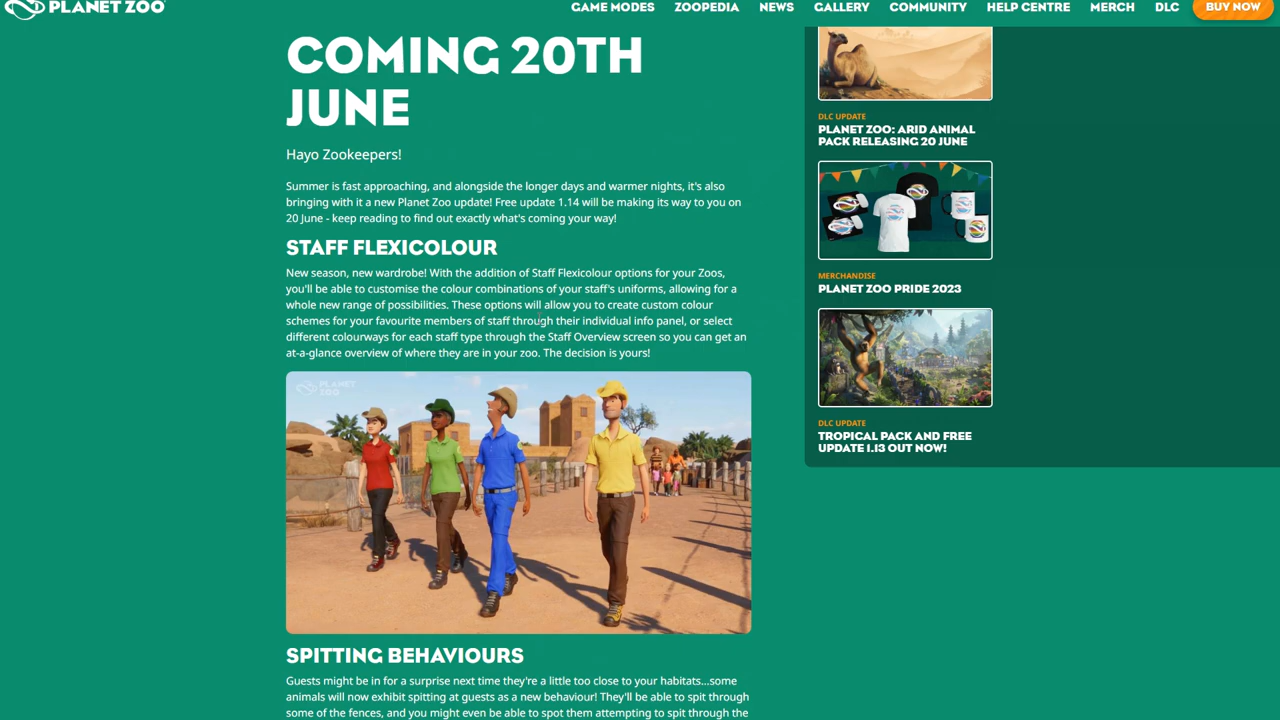 PLANET ZOO
GAME MODES
ZOOPEDIA
NEWS
GALLERY
COMMUNITY
HELP CENTRE
MERCH
DLC
BUY NOW
COMING 20TH
JUNE
Hayo Zookeepers!
Summer is fast approaching, and alongside the longer days and warmer nights, it's also
bringing with it a new Planet Zoo update! Free update 1.14 will be making its way to you on
20 June - keep reading to find out exactly what's coming your way!
STAFF FLEXICOLOUR
New season, new wardrobe! With the addition of Staff Flexicolour options for your Zoos,
you'll be able to customise the colour combinations of your staff's uniforms, allowing for a
whole new range of possibilities. These options will allow you to create custom colour
schemes for your favourite members of staff through their individual info panel, or select
different colourways for each staff type through the Staff Overview screen so you can get an
at-a-glance overview of where they are in your zoo. The decision is yours!
PLANET
ZOO
SPITTING BEHAVIOURS
Guests might be in for a surprise next time they're a little too close to your habitats...some
animals will now exhibit spitting at guests as a new behaviour! They'll be able to spit through
some of the fences, and you might even be able to spot them attempting to spit through the
DLC UPDATE
PLANET ZOO: ARID ANIMAL
PACK RELEASING 20 JUNE
MERCHANDISE
PLANET ZOO PRIDE 2023
DLC UPDATE
TROPICAL PACK AND FREE
UPDATE 1.13 OUT NOW!